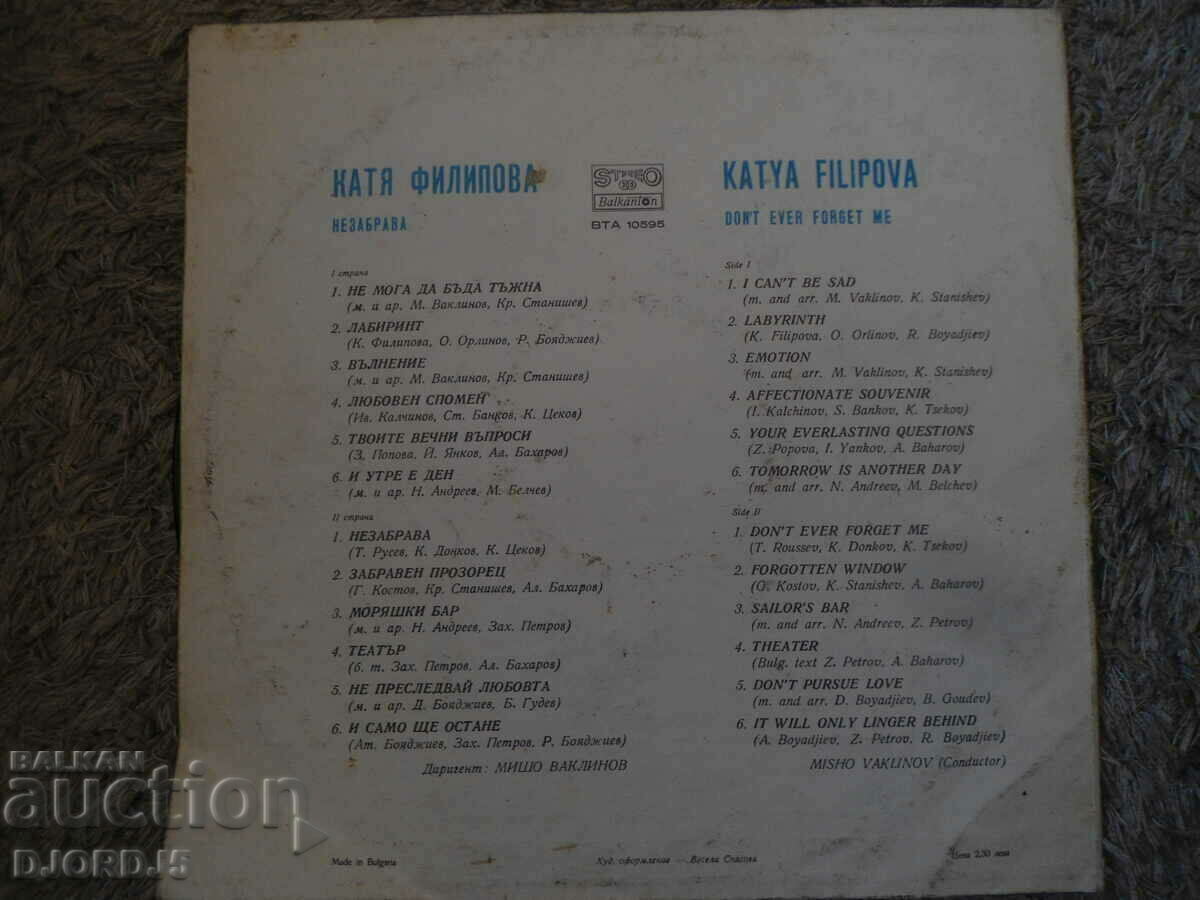 КАТЯ ФИЛИПОВА
НЕЗАБРАВА
STEREO
Balkanton
ВТА 10595
KATYA FILIPOVA
DON'T EVER FORGET ME
I страна
1. НЕ МОГА ДА БЪДА ТЪЖНА
(м. и ар. М. Ваклинов, Кр. Станишев)
2. ЛАБИРИНТ
(К. Филипова, О. Орлинов, Р. Бояджиев)
3. ВЪЛНЕНИЕ
(м. и ар. М. Ваклинов, Кр. Станишев)
4. ЛЮБОВЕН СПОМЕН
(Ив. Калчинов, Ст. Банков, К. Цеков)
5. ТВОИТЕ ВЕЧНИ ВЪПРОСИ
(З. Попова, Й. Янков, Ал. Бахаров)
6. И УТРЕ Е ДЕН
(м. и ар. Н. Андреев, М. Белчев)
II страна
1. НЕЗАБРАВА
(Т. Русев, К. Донков, К. Цеков)
2. ЗАБРАВЕН ПРОЗОРЕЦ
(Г. Костов, Кр. Станишев, Ал. Бахаров)
3. МОРЯШКИ БАР
(м. и ар. Н. Андреев, Зах. Петров)
4. ТЕАТЪР
(б. т. Зах. Петров, Ал. Бахаров)
5. НЕ ПРЕСЛЕДВАЙ ЛЮБОВТА
(м. и ар. Д. Бояджиев, Б. Гудев)
6. И САМО ЩЕ ОСТАНЕ
(Ат. Бояджиев, Зах. Петров, Р. Бояджиев)
Диригент: МИШО ВАКЛИНОВ
Side I
1. I CAN'T BE SAD
(m. and arr. M. Vaklinov, K. Stanishev)
2. LABYRINTH
(K. Filipova, O. Orlinov, R. Boyadjiev)
3. EMOTION
(m. and arr. M. Vaklinov, K. Stanishev)
4. AFFECTIONATE SOUVENIR
(I. Kalchinov, S. Bankov, K. Tsekov)
5. YOUR EVERLASTING QUESTIONS
(Z. Popova, I. Yankov, A. Baharov)
6. TOMORROW IS ANOTHER DAY
(m. and arr. N. Andreev, M. Belchev)
Side II
1. DON'T EVER FORGET ME
(T. Roussev, K. Donkov, K. Tsekov)
2. FORGOTTEN WINDOW
(G. Kostov, K. Stanishev, A. Baharov)
3. SAILOR'S BAR
(m. and arr. N. Andreev, Z. Petrov)
4. THEATER
(Bulg. text Z. Petrov, A. Baharov)
5. DON'T PURSUE LOVE
(m. and arr. D. Boyadjiev, B. Goudev)
6. IT WILL ONLY LINGER BEHIND
(A. Boyadjiev, Z. Petrov, R. Boyadjiev)
MISHO VAKLINOV (Conductor)
Made in Bulgaria
Худ. оформление — Весела Спасова
Цена 2,50 лева
BALKAN
auction
DJORD_15